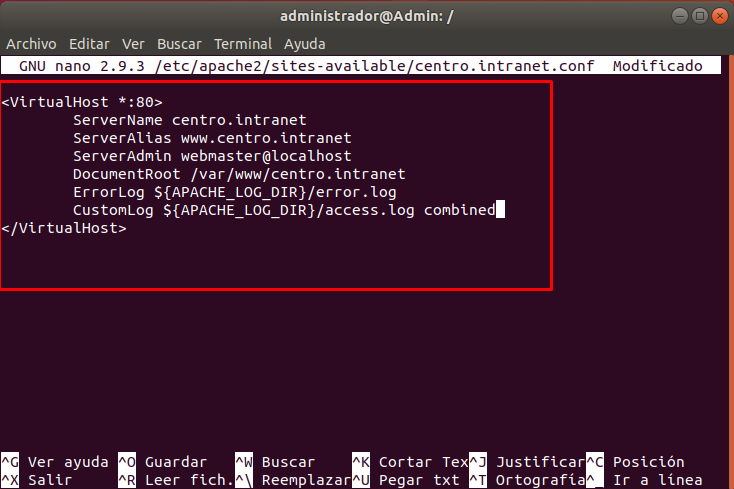 administrador@Admin: /
Archivo Editar Ver Buscar Terminal Ayuda
GNU nano 2.9.3 /etc/apache2/sites-available/centro.intranet.conf Modificado
<VirtualHost *:80>
ServerName centro.intranet
ServerAlias www.centro.intranet
ServerAdmin webmaster@localhost
DocumentRoot /var/www/centro.intranet
ErrorLog ${APACHE_LOG_DIR}/error.log
CustomLog ${APACHE_LOG_DIR}/access.log combined
</VirtualHost>
^G Ver ayuda ^O Guardar ^W Buscar ^K Cortar Tex^J Justificar^C Posición
^X Salir ^R Leer fich.^\ Reemplazar^U Pegar txt ^T Ortografía^_ Ir a línea